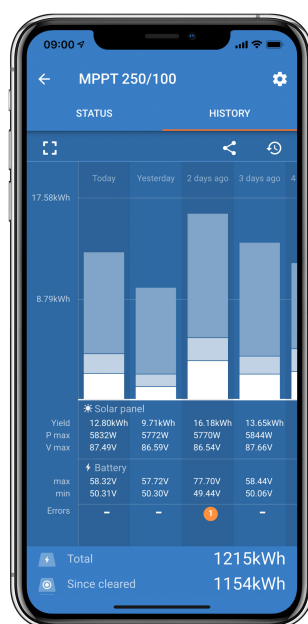 09:00
MPPT 250/100
STATUS HISTORY
Today Yesterday 2 days ago 3 days ago 4
17.58kWh
8.79kWh
Solar panel
Yield 12.80kWh 9.71kWh 16.18kWh 13.65kWh
P max 5832W 5772W 5770W 5844W
V max 87.46V 86.59V 86.54V 87.66V
Battery
max 58.32V 57.72V 77.70V 58.44V
min 50.31V 50.30V 49.44V 50.06V
Errors – – 1 –
Total 1215kWh
Since cleared 1154kWh